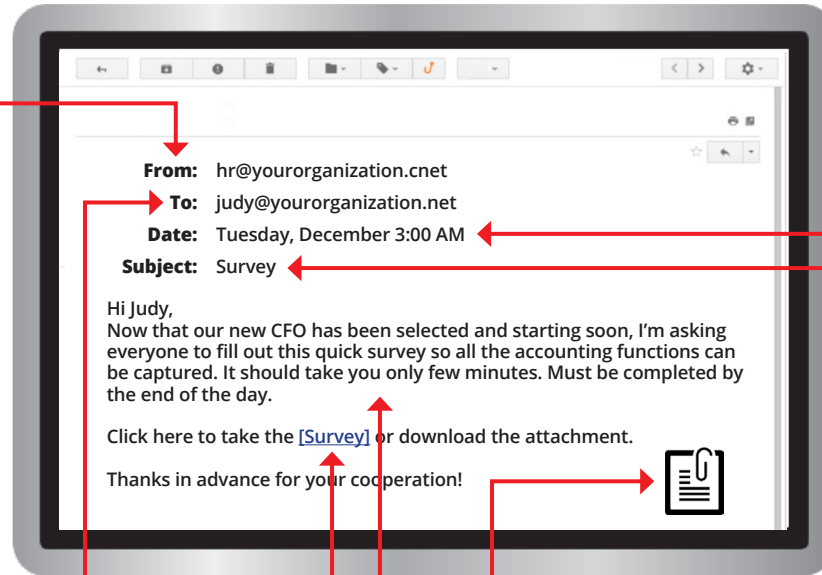 From: hr@yourorganization.cnet
To: judy@yourorganization.net
Date: Tuesday, December 3:00 AM
Subject: Survey
Hi Judy,
Now that our new CFO has been selected and starting soon, I'm asking
everyone to fill out this quick survey so all the accounting functions can
be captured. It should take you only few minutes. Must be completed by
the end of the day.
Click here to take the [Survey] or download the attachment.
Thanks in advance for your cooperation!